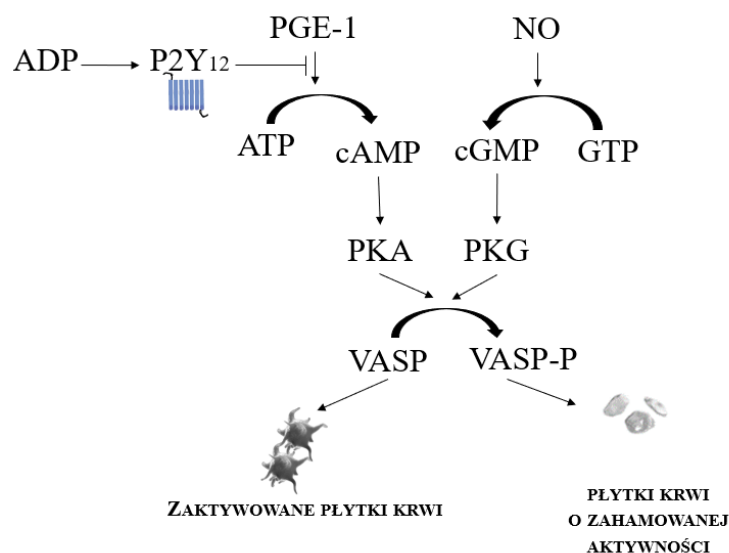 PGE-1
NO
ADP
P2Y12
ATP
cAMP
cGMP
GTP
PKA
PKG
VASP
VASP-P
ZAKTYWOWANE PŁYTKI KRWI
PŁYTKI KRWI
O ZAHAMOWANEJ
AKTYWNOŚCI